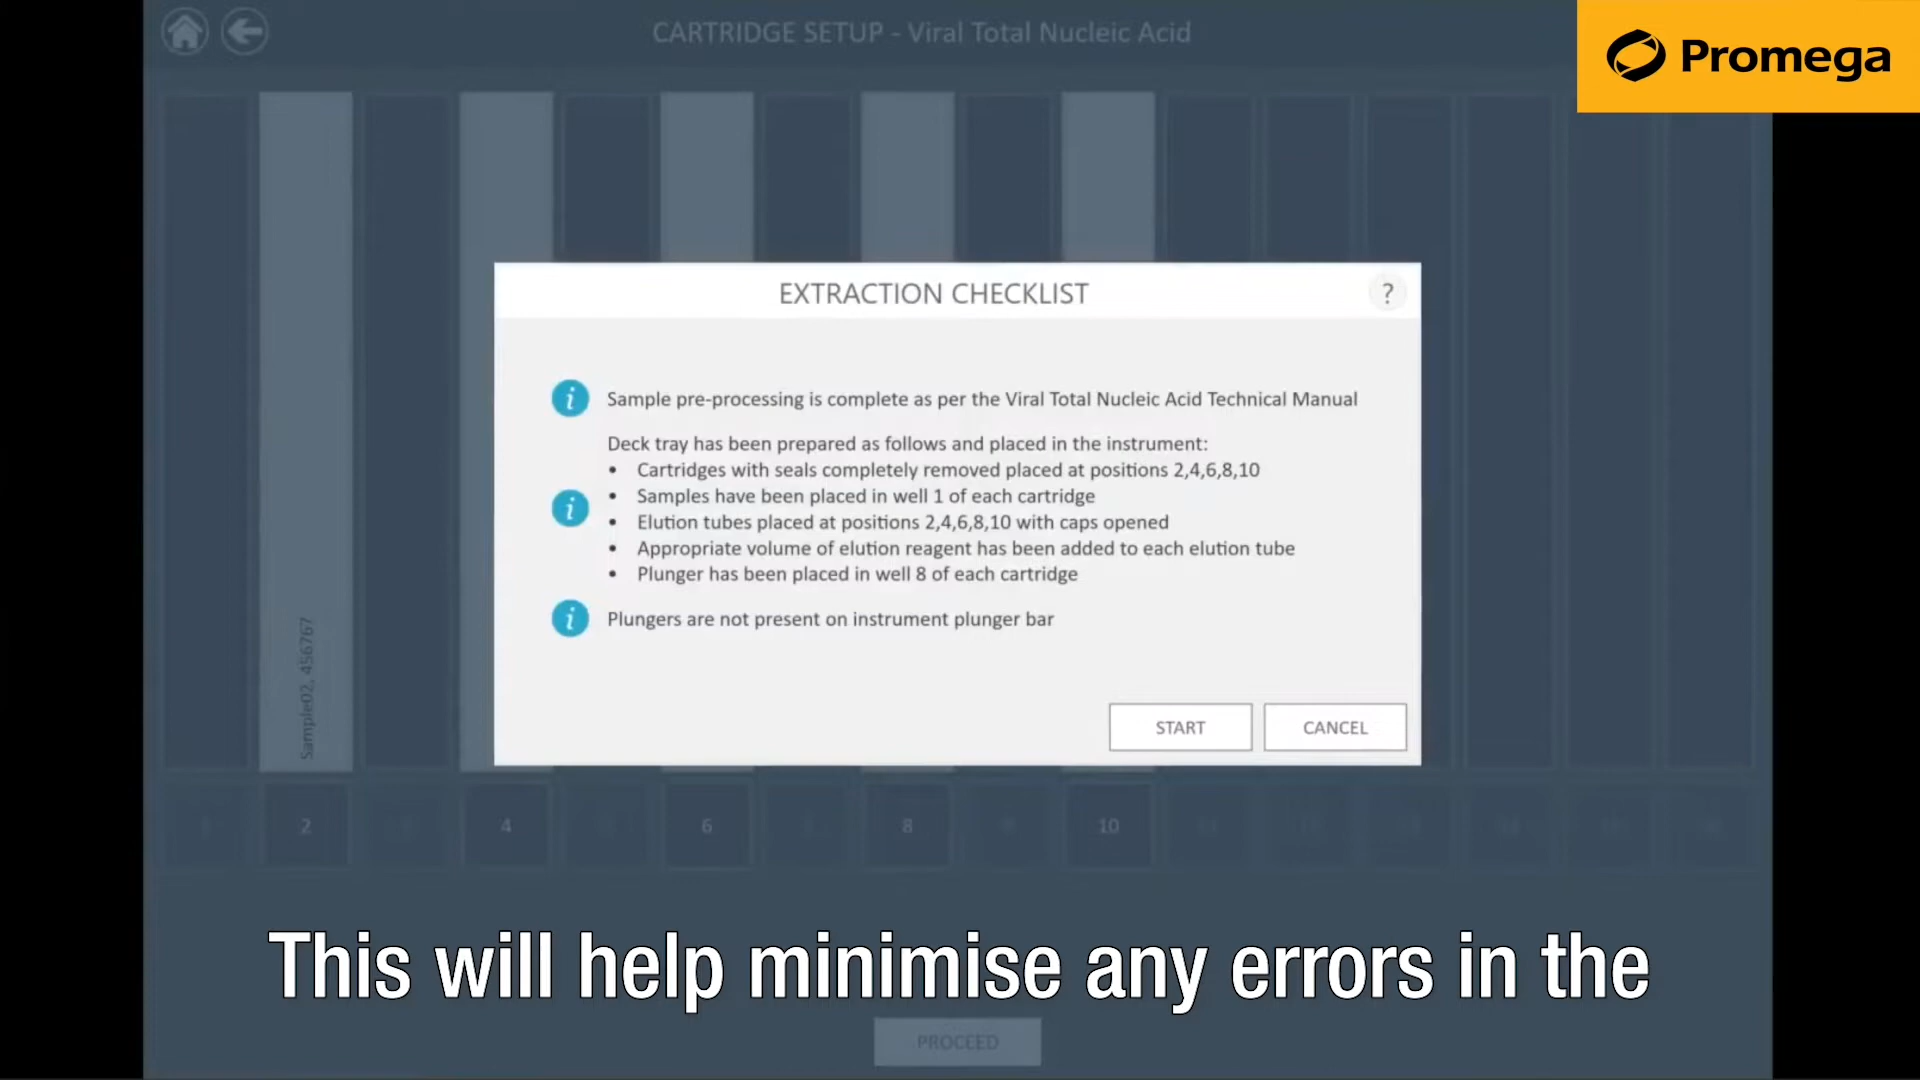 CARTRIDGE SETUP - Viral Total Nucleic Acid
Promega
EXTRACTION CHECKLIST
?
i Sample pre-processing is complete as per the Viral Total Nucleic Acid Technical Manual
Deck tray has been prepared as follows and placed in the instrument:
• Cartridges with seals completely removed placed at positions 2,4,6,8,10
• Samples have been placed in well 1 of each cartridge
i
• Elution tubes placed at positions 2,4,6,8,10 with caps opened
• Appropriate volume of elution reagent has been added to each elution tube
• Plunger has been placed in well 8 of each cartridge
i Plungers are not present on instrument plunger bar
Sample02, 456767
START CANCEL
2 4 6 8 10
This will help minimise any errors in the
PROCEED